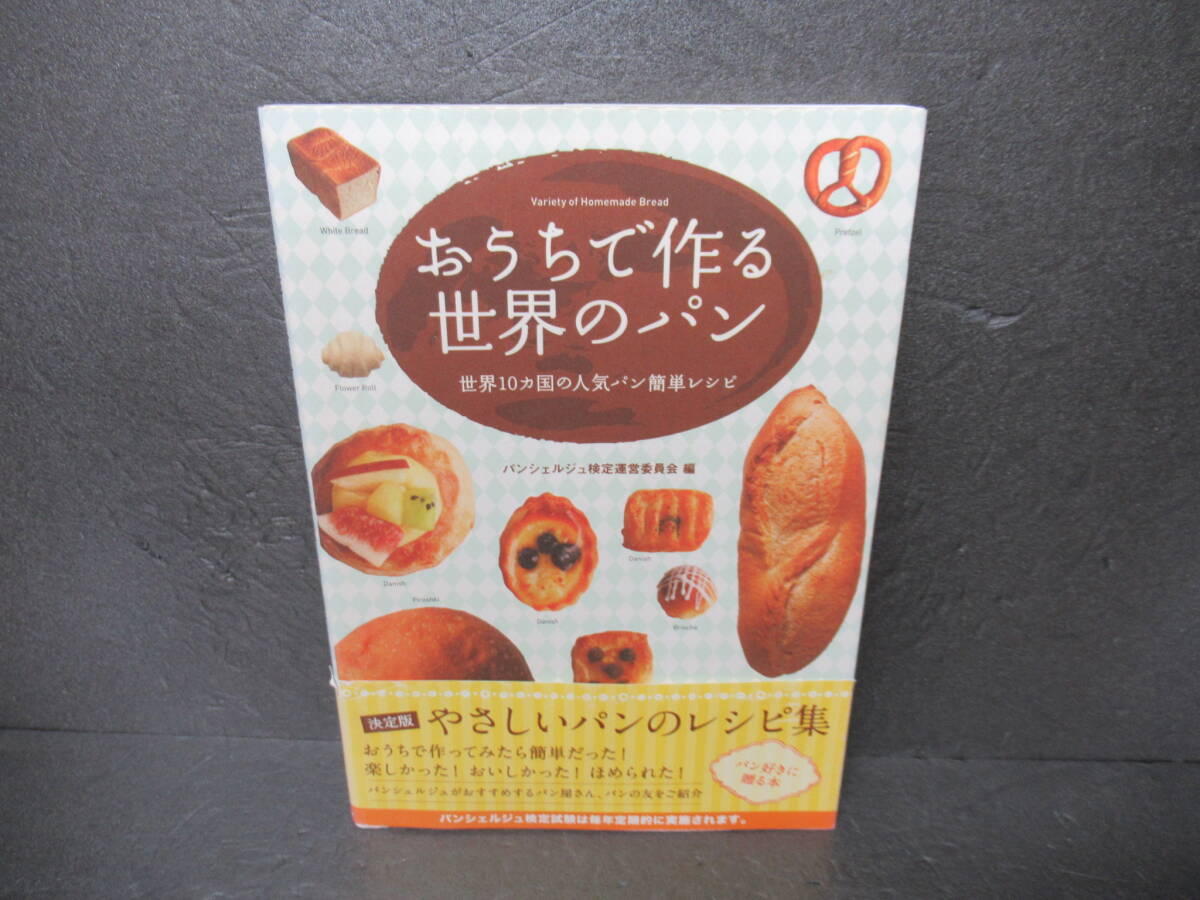 Variety of Homemade Bread
おうちで作る
世界のパン
世界10カ国の人気パン簡単レシピ
パンシェルジュ検定運営委員会 編
White Bread
Pretzel
Flower Roll
Danish
Piroshki
Danish
Danish
Brioche
決定版 やさしいパンのレシピ集
おうちで作ってみたら簡単だった!
楽しかった! おいしかった! ほめられた!
パンシェルジュがおすすめするパン屋さん、パンの友をご紹介
パン好きに
贈る本
パンシェルジュ検定試験は毎年定期的に実施されます。